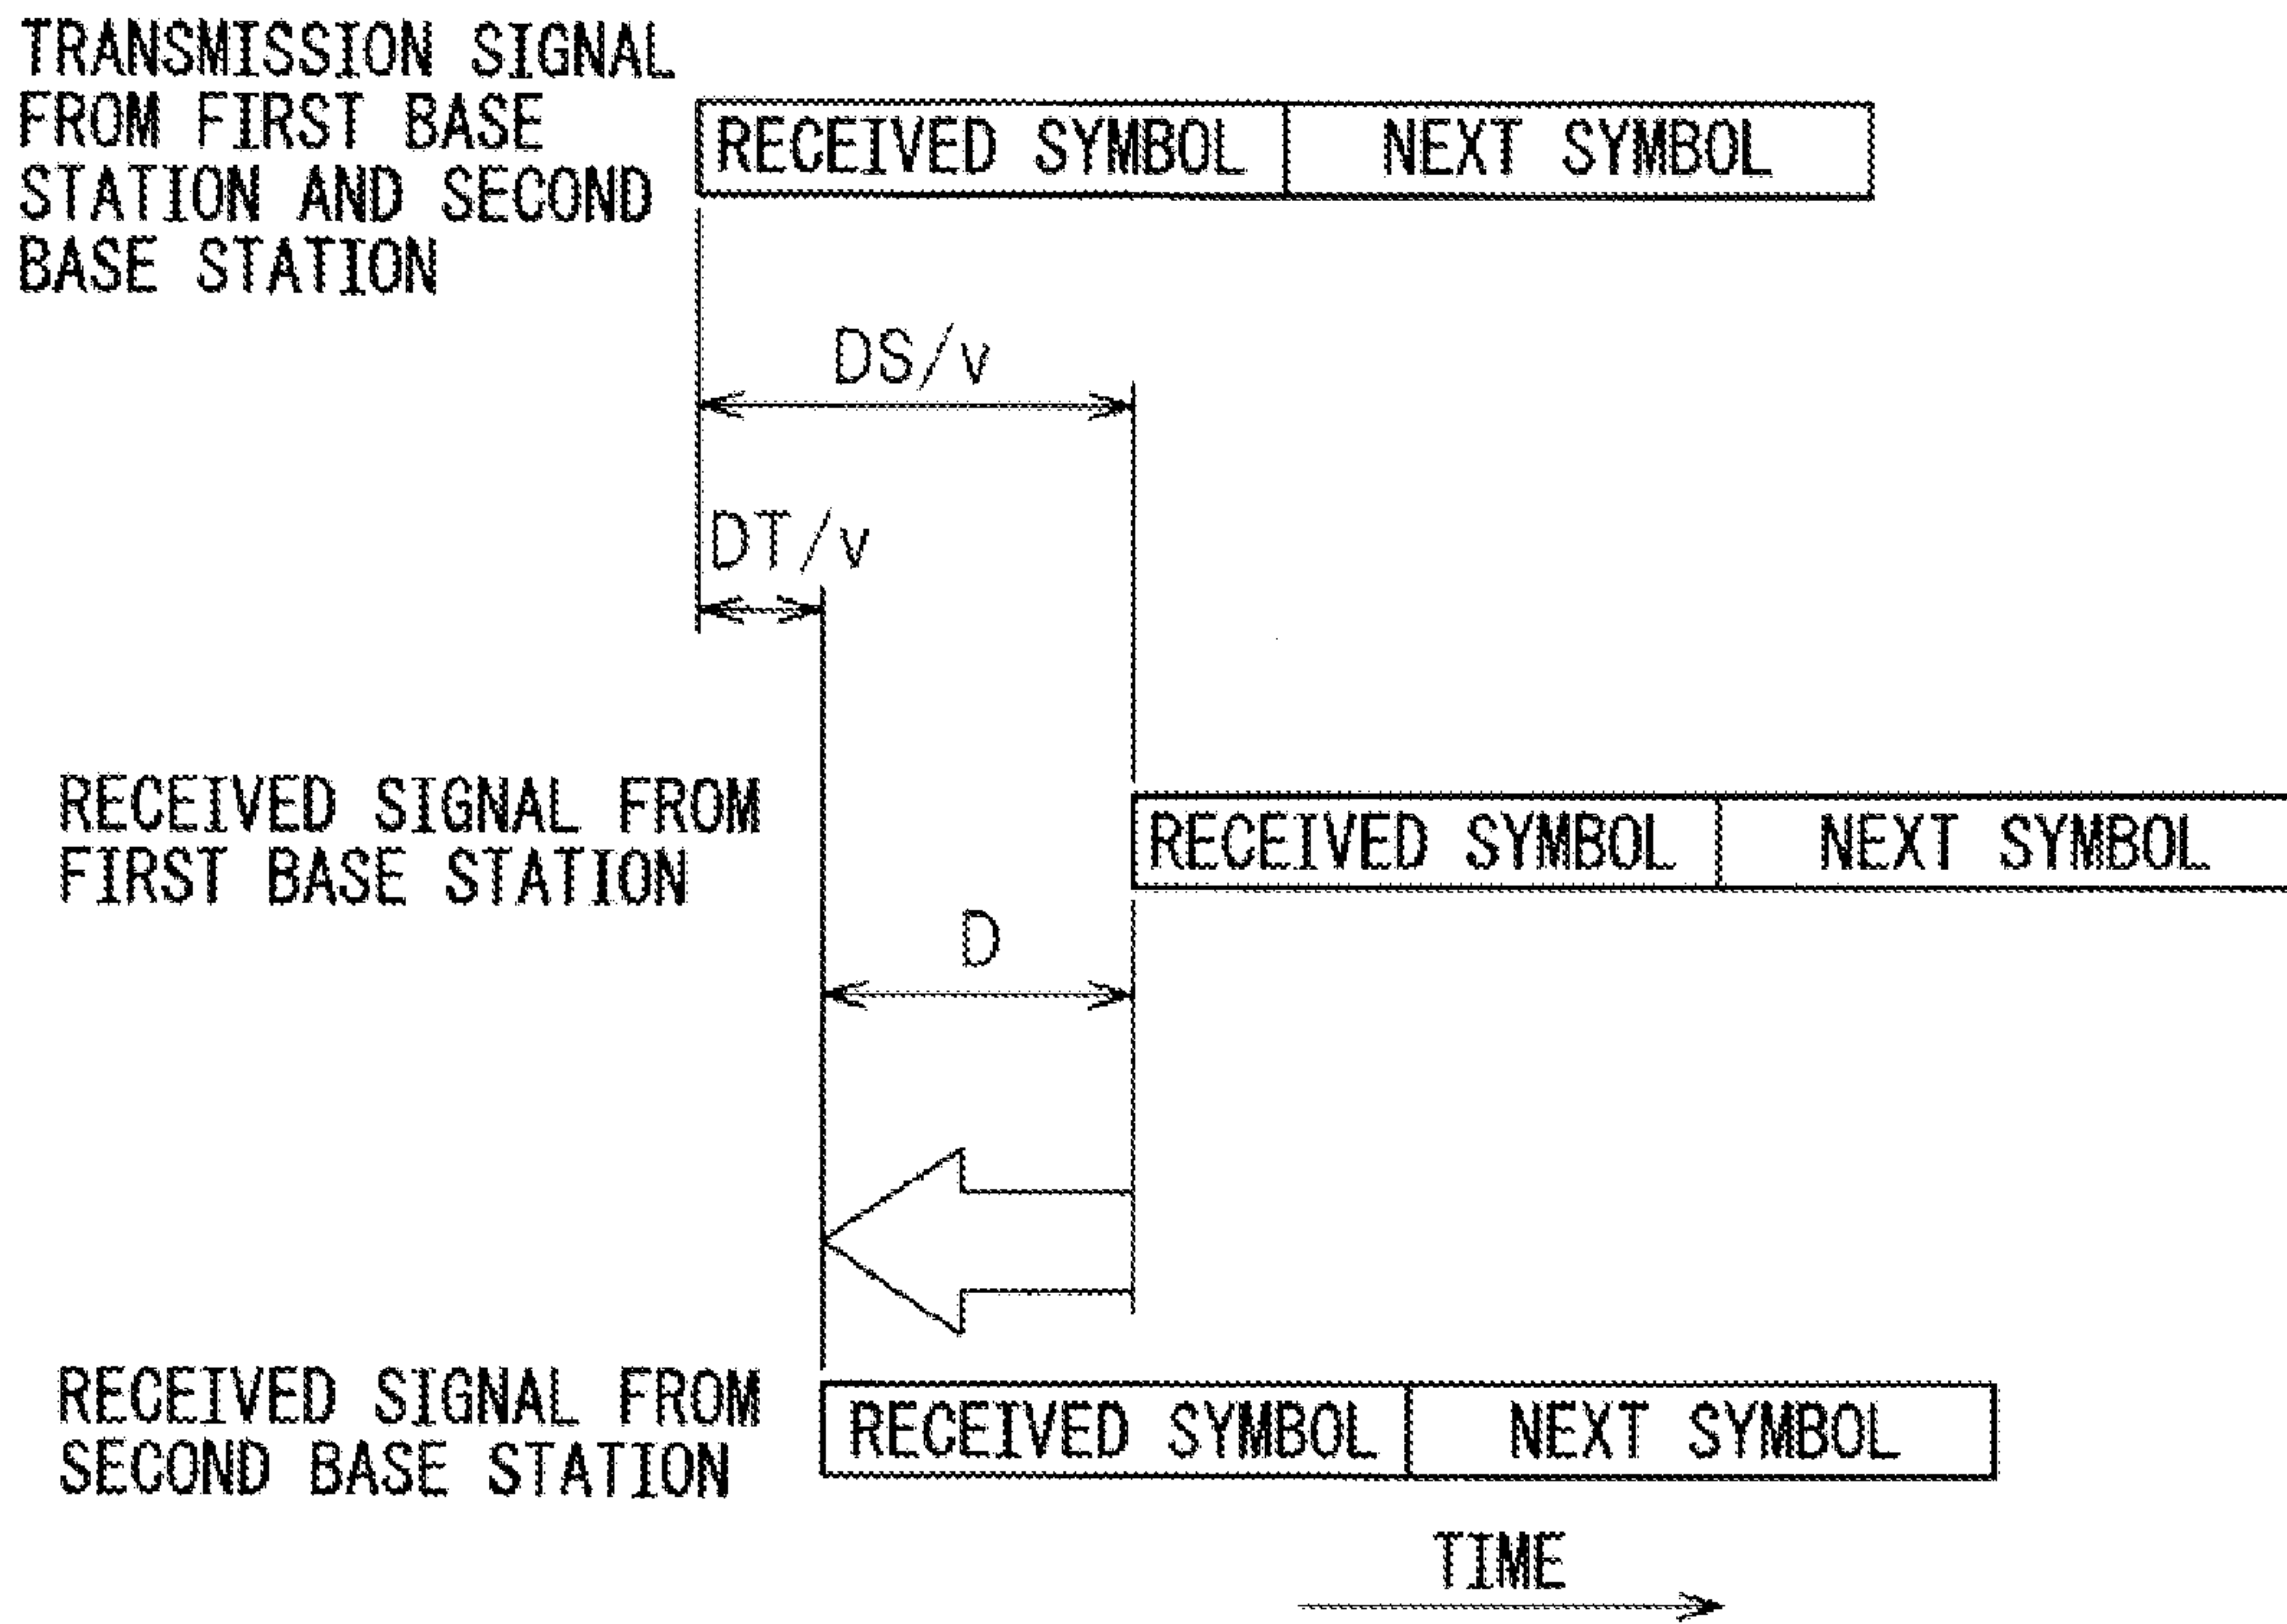 TRANSMISSION SIGNAL
FROM FIRST BASE
STATION AND SECOND
BASE STATION
RECEIVED SYMBOL NEXT SYMBOL
DS/v
DT/v
RECEIVED SIGNAL FROM
FIRST BASE STATION
RECEIVED SYMBOL NEXT SYMBOL
D
RECEIVED SIGNAL FROM
SECOND BASE STATION
RECEIVED SYMBOL NEXT SYMBOL
TIME